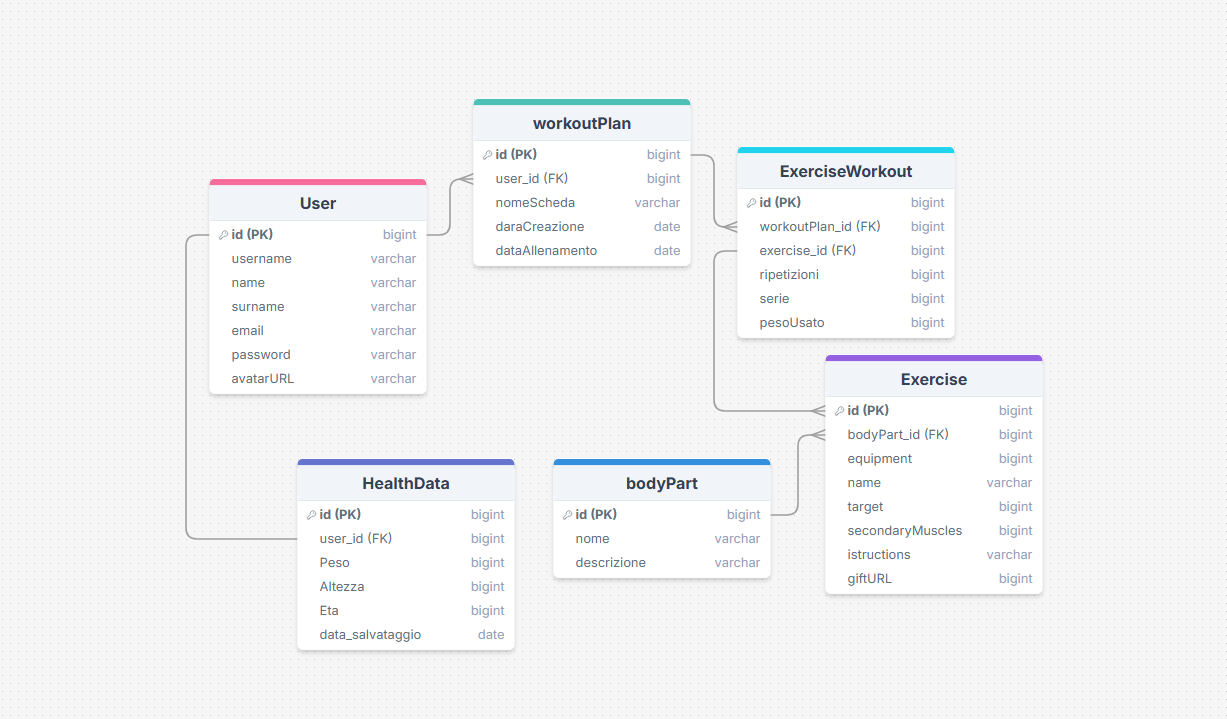 workoutPlan
id (PK) bigint
user_id (FK) bigint
nomeScheda varchar
daraCreazione date
dataAllenamento date
ExerciseWorkout
id (PK) bigint
workoutPlan_id (FK) bigint
exercise_id (FK) bigint
ripetizioni bigint
serie bigint
pesoUsato bigint
User
id (PK) bigint
username varchar
name varchar
surname varchar
email varchar
password varchar
avatarURL varchar
Exercise
id (PK) bigint
bodyPart_id (FK) bigint
equipment bigint
name varchar
target bigint
secondaryMuscles bigint
istructions varchar
giftURL bigint
HealthData
id (PK) bigint
user_id (FK) bigint
Peso bigint
Altezza bigint
Eta bigint
data_salvataggio date
bodyPart
id (PK) bigint
nome varchar
descrizione varchar